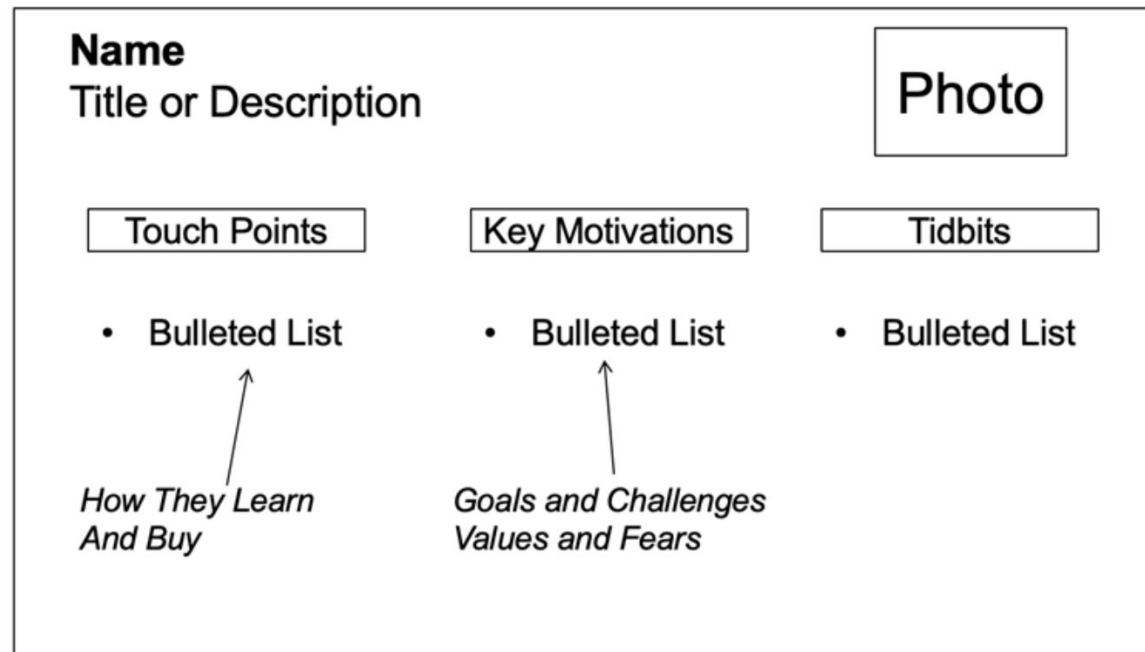 Name
Title or Description
Photo
Touch Points
Key Motivations
Tidbits
• Bulleted List
• Bulleted List
• Bulleted List
How They Learn
And Buy
Goals and Challenges
Values and Fears